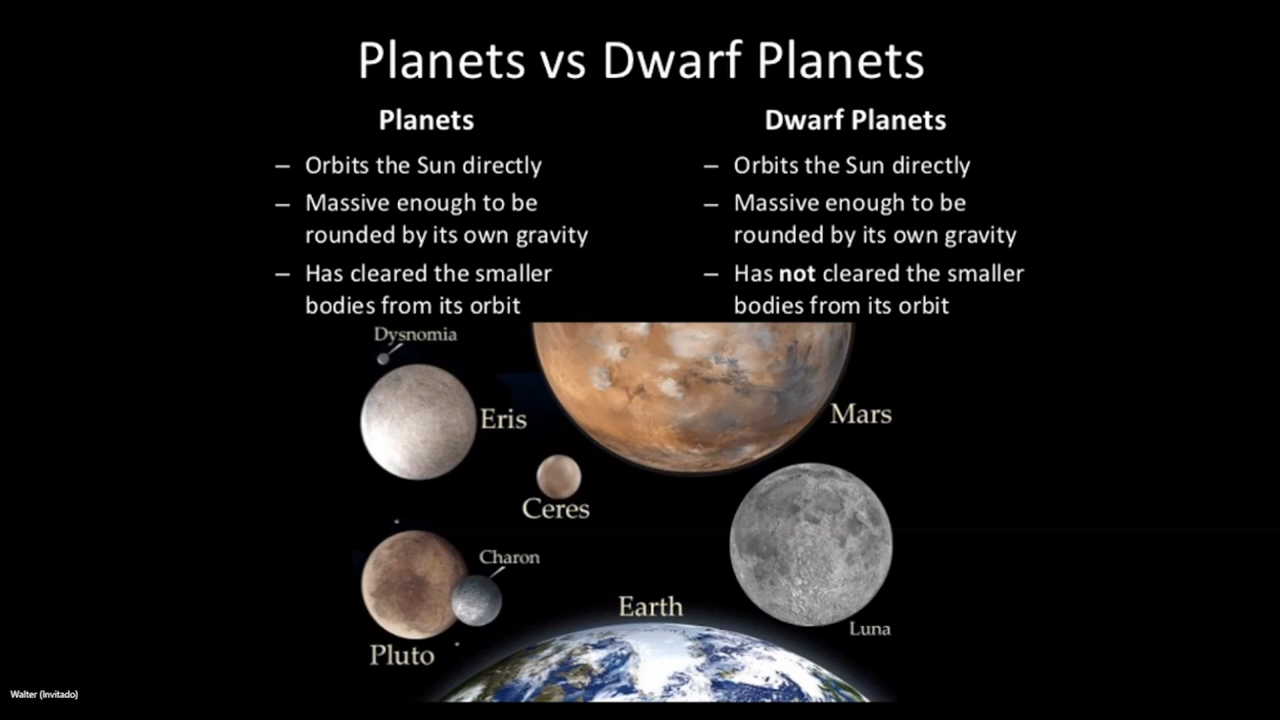 Planets vs Dwarf Planets
Planets
– Orbits the Sun directly
– Massive enough to be
rounded by its own gravity
– Has cleared the smaller
bodies from its orbit
Dwarf Planets
– Orbits the Sun directly
– Massive enough to be
rounded by its own gravity
– Has not cleared the smaller
bodies from its orbit
Dysnomia
Eris
Mars
Ceres
Charon
Earth
Luna
Pluto
Walter (Invitado)